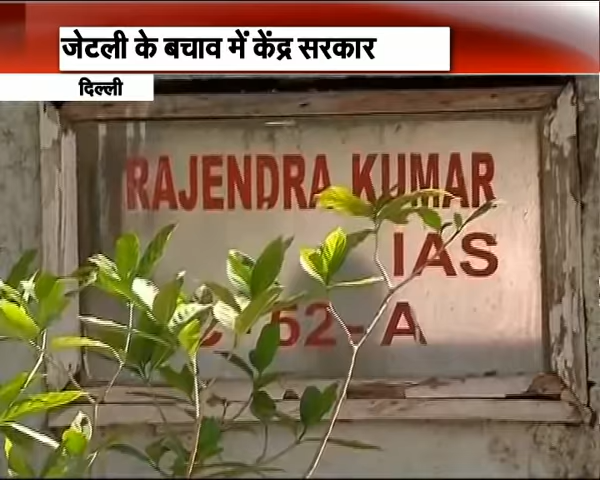 जेटली के बचाव में केंद्र सरकार
दिल्ली
RAJENDRA KUMAR
IAS
52 A